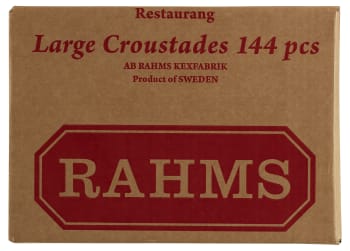 Restaurang
Large Croustades 144 pcs
AB RAHMS KEXFABRIK
Product of SWEDEN
RAHMS